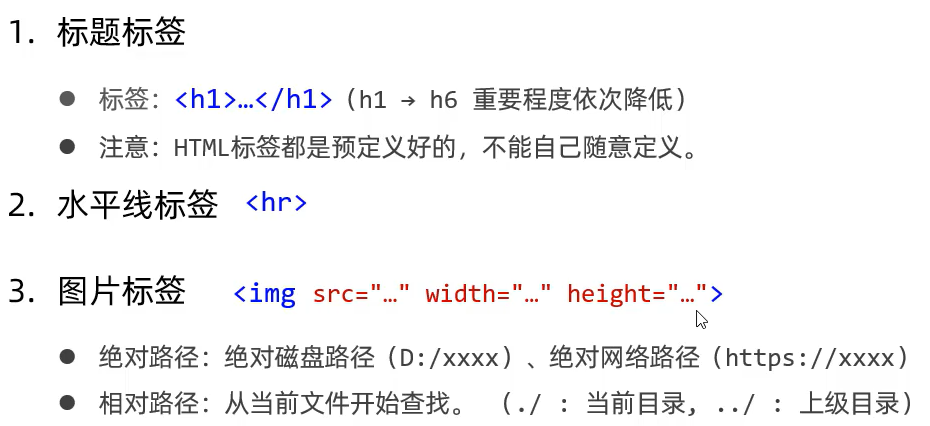 1. 标题标签
● 标签：<h1>…</h1>（h1 → h6 重要程度依次降低）
● 注意：HTML标签都是预定义好的，不能自己随意定义。
2. 水平线标签 <hr>
3. 图片标签 <img src="…" width="…" height="…">
● 绝对路径：绝对磁盘路径（D:/xxxx）、绝对网络路径（https://xxxx）
● 相对路径：从当前文件开始查找。 （./ : 当前目录, ../ : 上级目录）